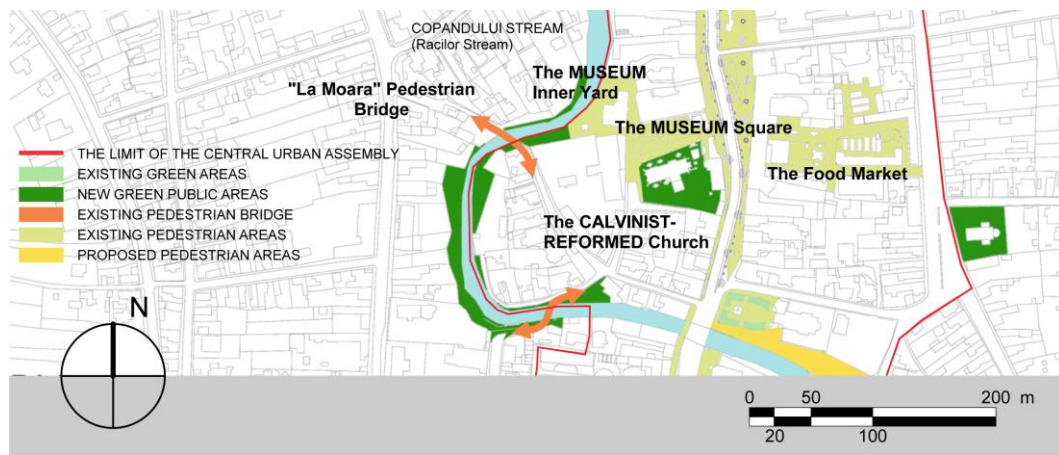 COPANDULUI STREAM
(Racilor Stream)
The MUSEUM
Inner Yard
"La Moara" Pedestrian
Bridge
The MUSEUM Square
The Food Market
The CALVINIST-
REFORMED Church
THE LIMIT OF THE CENTRAL URBAN ASSEMBLY
EXISTING GREEN AREAS
NEW GREEN PUBLIC AREAS
EXISTING PEDESTRIAN BRIDGE
EXISTING PEDESTRIAN AREAS
PROPOSED PEDESTRIAN AREAS
N
0 50 200 m
20 100